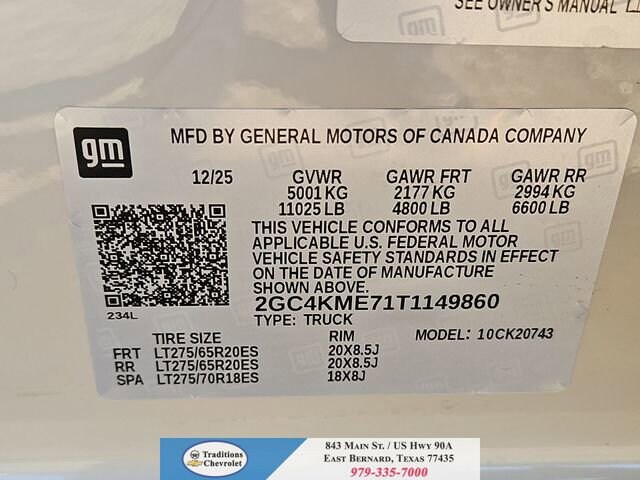 SEE OWNER'S MANUAL
gm
MFD BY GENERAL MOTORS OF CANADA COMPANY
12/25 GVWR GAWR FRT GAWR RR
5001 KG 2177 KG 2994 KG
11025 LB 4800 LB 6600 LB
THIS VEHICLE CONFORMS TO ALL
APPLICABLE U.S. FEDERAL MOTOR
VEHICLE SAFETY STANDARDS IN EFFECT
ON THE DATE OF MANUFACTURE
SHOWN ABOVE.
2GC4KME71T1149860
234L
TYPE: TRUCK MODEL: 10CK20743
TIRE SIZE RIM
FRT LT275/65R20ES 20X8.5J
RR LT275/65R20ES 20X8.5J
SPA LT275/70R18ES 18X8J
Traditions
Chevrolet
843 Main St. / US Hwy 90A
East Bernard, Texas 77435
979-335-7000